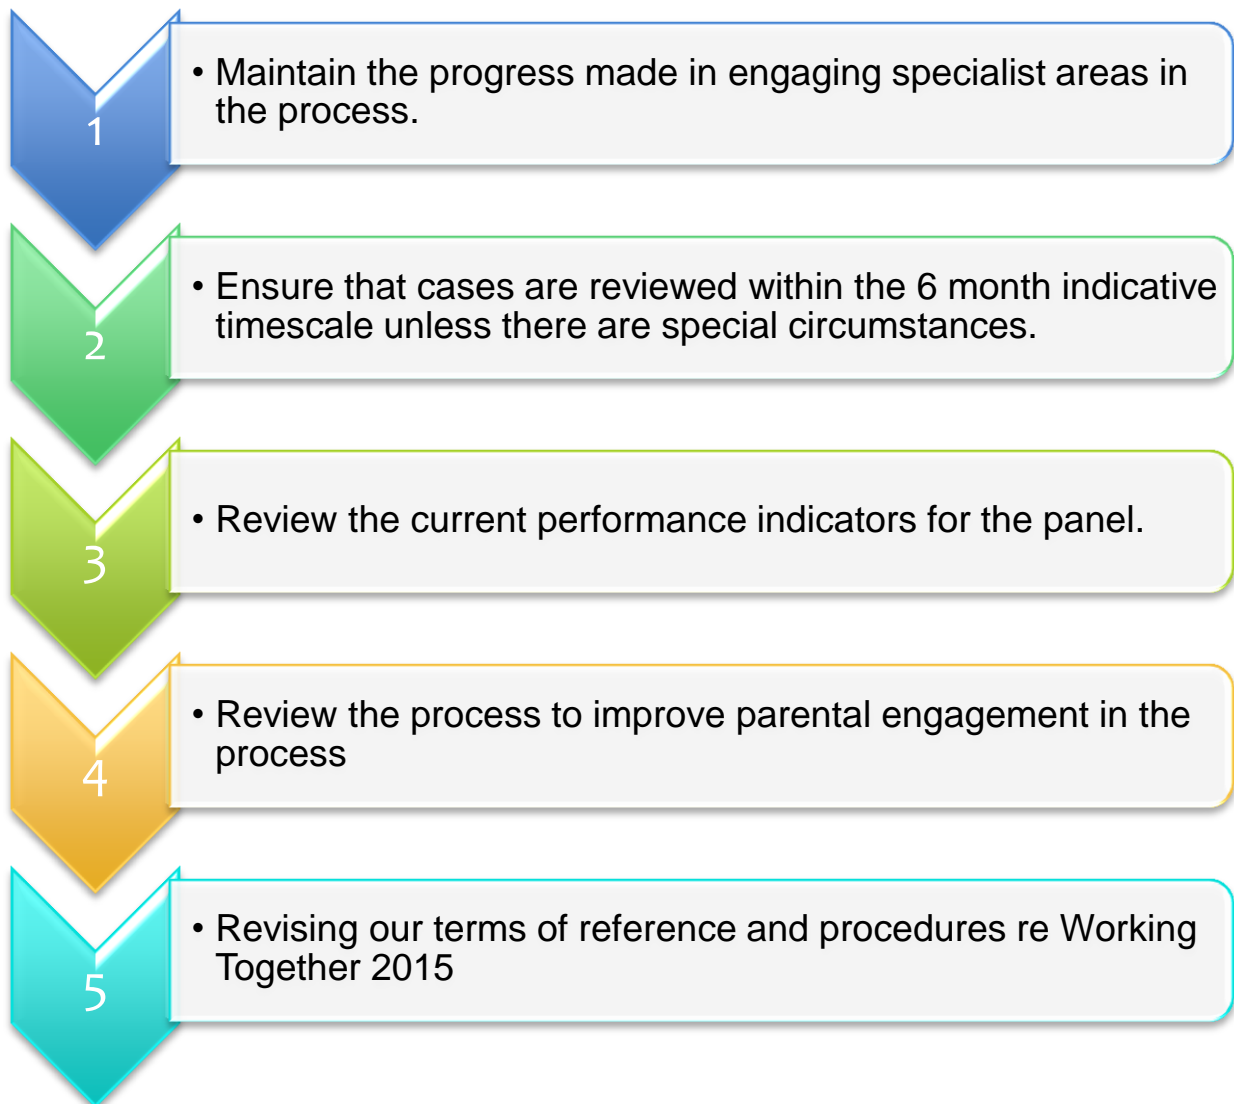 1
• Maintain the progress made in engaging specialist areas in
the process.
2
• Ensure that cases are reviewed within the 6 month indicative
timescale unless there are special circumstances.
3
• Review the current performance indicators for the panel.
4
• Review the process to improve parental engagement in the
process
5
• Revising our terms of reference and procedures re Working
Together 2015